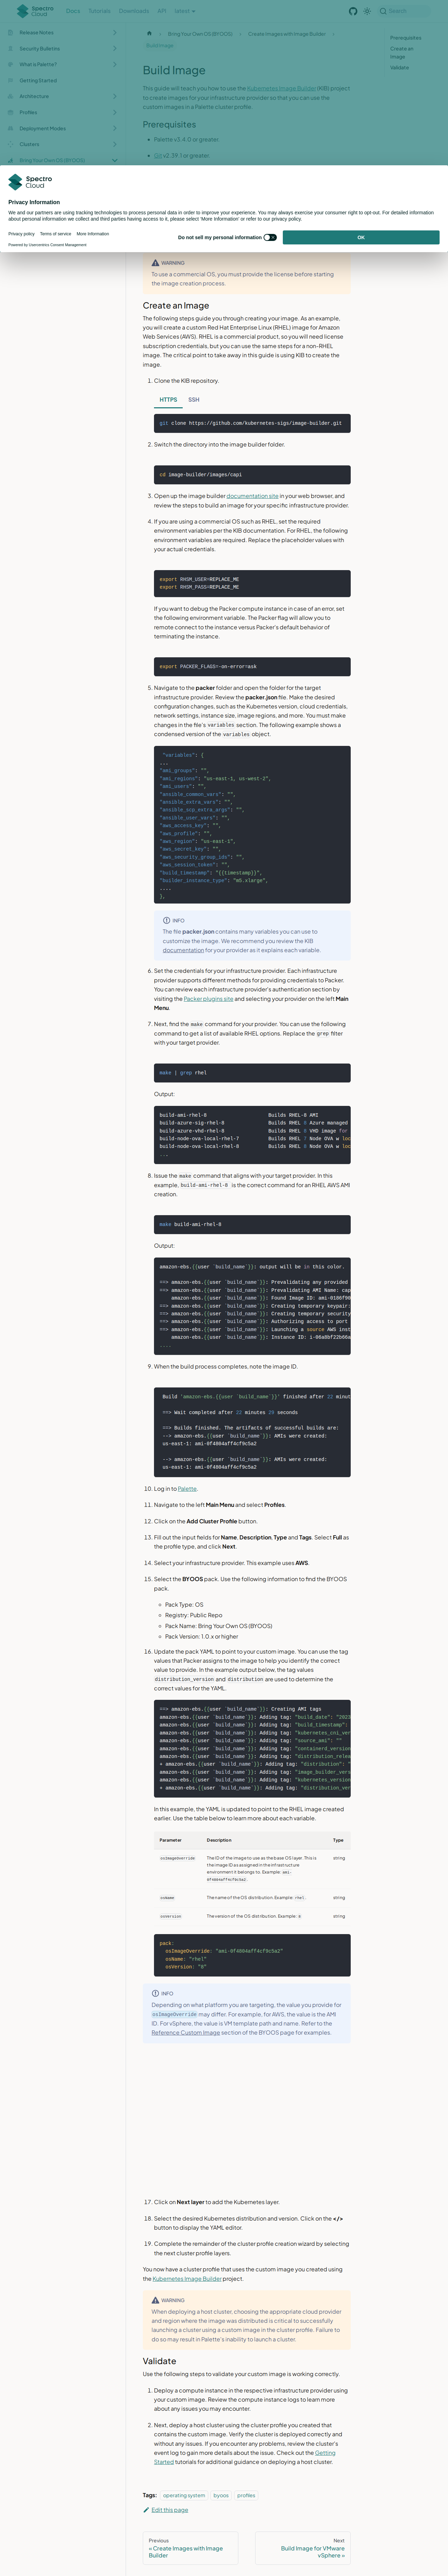 Spectro Cloud
Docs
Tutorials
Downloads
API
latest
Search
Release Notes
Security Bulletins
What is Palette?
Getting Started
Architecture
Profiles
Deployment Modes
Clusters
Bring Your Own OS (BYOOS)
Bring Your Own OS (BYOOS)
Create Images with Image Builder
Build Image
Prerequisites
Create an Image
Validate
Build Image
This guide will teach you how to use the Kubernetes Image Builder (KIB) project
to create images for your infrastructure provider so that you can use these
custom images in a Palette cluster profile.
Prerequisites
Palette v3.4.0 or greater.
Git v2.39.1 or greater.
Spectro Cloud
Privacy Information
We and our partners are using tracking technologies to process personal data in order to improve your experience. You may always exercise your consumer right to opt-out. For detailed information
about personal information we collect and third parties having access to it, please select 'More Information' or refer to our privacy policy.
Privacy policy
Terms of service
More Information
Powered by Usercentrics Consent Management
Do not sell my personal information
OK
WARNING
To use a commercial OS, you must provide the license before starting
the image creation process.
Create an Image
The following steps guide you through creating your image. As an example,
you will create a custom Red Hat Enterprise Linux (RHEL) image for Amazon
Web Services (AWS). RHEL is a commercial product, so you will need license
subscription credentials, but you can use the same steps for a non-RHEL
image. The critical point to take away in this guide is using KIB to create the
image.
1. Clone the KIB repository.
HTTPS
SSH
git clone https://github.com/kubernetes-sigs/image-builder.git
2. Switch the directory into the image builder folder.
cd image-builder/images/capi
3. Open up the image builder documentation site in your web browser, and
review the steps to build an image for your specific infrastructure provider.
4. If you are using a commercial OS such as RHEL, set the required
environment variables per the KIB documentation. For RHEL, the following
environment variables are required. Replace the placeholder values with
your actual credentials.
export RHSM_USER=REPLACE_ME
export RHSM_PASS=REPLACE_ME
If you want to debug the Packer compute instance in case of an error, set
the following environment variable. The Packer flag will allow you to
remote connect to the instance versus Packer's default behavior of
terminating the instance.
export PACKER_FLAGS=-on-error=ask
5. Navigate to the packer folder and open the folder for the target
infrastructure provider. Review the packer.json file. Make the desired
configuration changes, such as the Kubernetes version, cloud credentials,
network settings, instance size, image regions, and more. You must make
changes in the file's variables section. The following example shows a
condensed version of the variables object.
"variables": {
...
"ami_groups": "",
"ami_regions": "us-east-1, us-west-2",
"ami_users": "",
"ansible_common_vars": "",
"ansible_extra_vars": "",
"ansible_scp_extra_args": "",
"ansible_user_vars": "",
"aws_access_key": "",
"aws_profile": "",
"aws_region": "us-east-1",
"aws_secret_key": "",
"aws_security_group_ids": "",
"aws_session_token": "",
"build_timestamp": "{{timestamp}}",
"builder_instance_type": "m5.xlarge",
....
},
INFO
The file packer.json contains many variables you can use to
customize the image. We recommend you review the KIB
documentation for your provider as it explains each variable.
6. Set the credentials for your infrastructure provider. Each infrastructure
provider supports different methods for providing credentials to Packer.
You can review each infrastructure provider's authentication section by
visiting the Packer plugins site and selecting your provider on the left Main
Menu.
7. Next, find the make command for your provider. You can use the following
command to get a list of available RHEL options. Replace the grep filter
with your target provider.
make | grep rhel
Output:
build-ami-rhel-8 Builds RHEL-8 AMI
build-azure-sig-rhel-8 Builds RHEL 8 Azure managed
build-azure-vhd-rhel-8 Builds RHEL 8 VHD image for
build-node-ova-local-rhel-7 Builds RHEL 7 Node OVA w loc
build-node-ova-local-rhel-8 Builds RHEL 8 Node OVA w loc
...
8. Issue the make command that aligns with your target provider. In this
example, build-ami-rhel-8 is the correct command for an RHEL AWS AMI
creation.
make build-ami-rhel-8
Output:
amazon-ebs.{{user `build_name`}}: output will be in this color.
==> amazon-ebs.{{user `build_name`}}: Prevalidating any provided
==> amazon-ebs.{{user `build_name`}}: Prevalidating AMI Name: cap
amazon-ebs.{{user `build_name`}}: Found Image ID: ami-0186f90
==> amazon-ebs.{{user `build_name`}}: Creating temporary keypair:
==> amazon-ebs.{{user `build_name`}}: Creating temporary security
==> amazon-ebs.{{user `build_name`}}: Authorizing access to port
==> amazon-ebs.{{user `build_name`}}: Launching a source AWS inst
amazon-ebs.{{user `build_name`}}: Instance ID: i-06a8bf22b66a
....
9. When the build process completes, note the image ID.
Build 'amazon-ebs.{{user `build_name`}}' finished after 22 minut
==> Wait completed after 22 minutes 29 seconds
==> Builds finished. The artifacts of successful builds are:
--> amazon-ebs.{{user `build_name`}}: AMIs were created:
us-east-1: ami-0f4804aff4cf9c5a2
--> amazon-ebs.{{user `build_name`}}: AMIs were created:
us-east-1: ami-0f4804aff4cf9c5a2
10. Log in to Palette.
11. Navigate to the left Main Menu and select Profiles.
12. Click on the Add Cluster Profile button.
13. Fill out the input fields for Name, Description, Type and Tags. Select Full as
the profile type, and click Next.
14. Select your infrastructure provider. This example uses AWS.
15. Select the BYOOS pack. Use the following information to find the BYOOS
pack.
Pack Type: OS
Registry: Public Repo
Pack Name: Bring Your Own OS (BYOOS)
Pack Version: 1.0.x or higher
16. Update the pack YAML to point to your custom image. You can use the tag
values that Packer assigns to the image to help you identify the correct
value to provide. In the example output below, the tag values
distribution_version and distribution are used to determine the
correct values for the YAML.
==> amazon-ebs.{{user `build_name`}}: Creating AMI tags
amazon-ebs.{{user `build_name`}}: Adding tag: "build_date": "2023
amazon-ebs.{{user `build_name`}}: Adding tag: "build_timestamp":
amazon-ebs.{{user `build_name`}}: Adding tag: "kubernetes_cni_ver
amazon-ebs.{{user `build_name`}}: Adding tag: "source_ami": ""
amazon-ebs.{{user `build_name`}}: Adding tag: "containerd_version
amazon-ebs.{{user `build_name`}}: Adding tag: "distribution_relea
+ amazon-ebs.{{user `build_name`}}: Adding tag: "distribution": "
amazon-ebs.{{user `build_name`}}: Adding tag: "image_builder_vers
amazon-ebs.{{user `build_name`}}: Adding tag: "kubernetes_version
+ amazon-ebs.{{user `build_name`}}: Adding tag: "distribution_ver
In this example, the YAML is updated to point to the RHEL image created
earlier. Use the table below to learn more about each variable.
Parameter Description Type
osImageOverride The ID of the image to use as the base OS layer. This is string
the image ID as assigned in the infrastructure
environment it belongs to. Example: ami-
0f4804aff4cf9c5a2.
osName The name of the OS distribution. Example: rhel. string
osVersion The version of the OS distribution. Example: 8 string
pack:
osImageOverride: "ami-0f4804aff4cf9c5a2"
osName: "rhel"
osVersion: "8"
INFO
Depending on what platform you are targeting, the value you provide for
osImageOverride may differ. For example, for AWS, the value is the AMI
ID. For vSphere, the value is VM template path and name. Refer to the
Reference Custom Image section of the BYOOS page for examples.
17. Click on Next layer to add the Kubernetes layer.
18. Select the desired Kubernetes distribution and version. Click on the </>
button to display the YAML editor.
19. Complete the remainder of the cluster profile creation wizard by selecting
the next cluster profile layers.
You now have a cluster profile that uses the custom image you created using
the Kubernetes Image Builder project.
WARNING
When deploying a host cluster, choosing the appropriate cloud provider
and region where the image was distributed is critical to successfully
launching a cluster using a custom image in the cluster profile. Failure to
do so may result in Palette's inability to launch a cluster.
Validate
Use the following steps to validate your custom image is working correctly.
1. Deploy a compute instance in the respective infrastructure provider using
your custom image. Review the compute instance logs to learn more
about any issues you may encounter.
2. Next, deploy a host cluster using the cluster profile you created that
contains the custom image. Verify the cluster is deployed correctly and
without any issues. If you encounter any problems, review the cluster's
event log to gain more details about the issue. Check out the Getting
Started tutorials for additional guidance on deploying a host cluster.
Tags:
operating system
byoos
profiles
Edit this page
Previous
« Create Images with Image
Builder
Next
Build Image for VMware
vSphere »